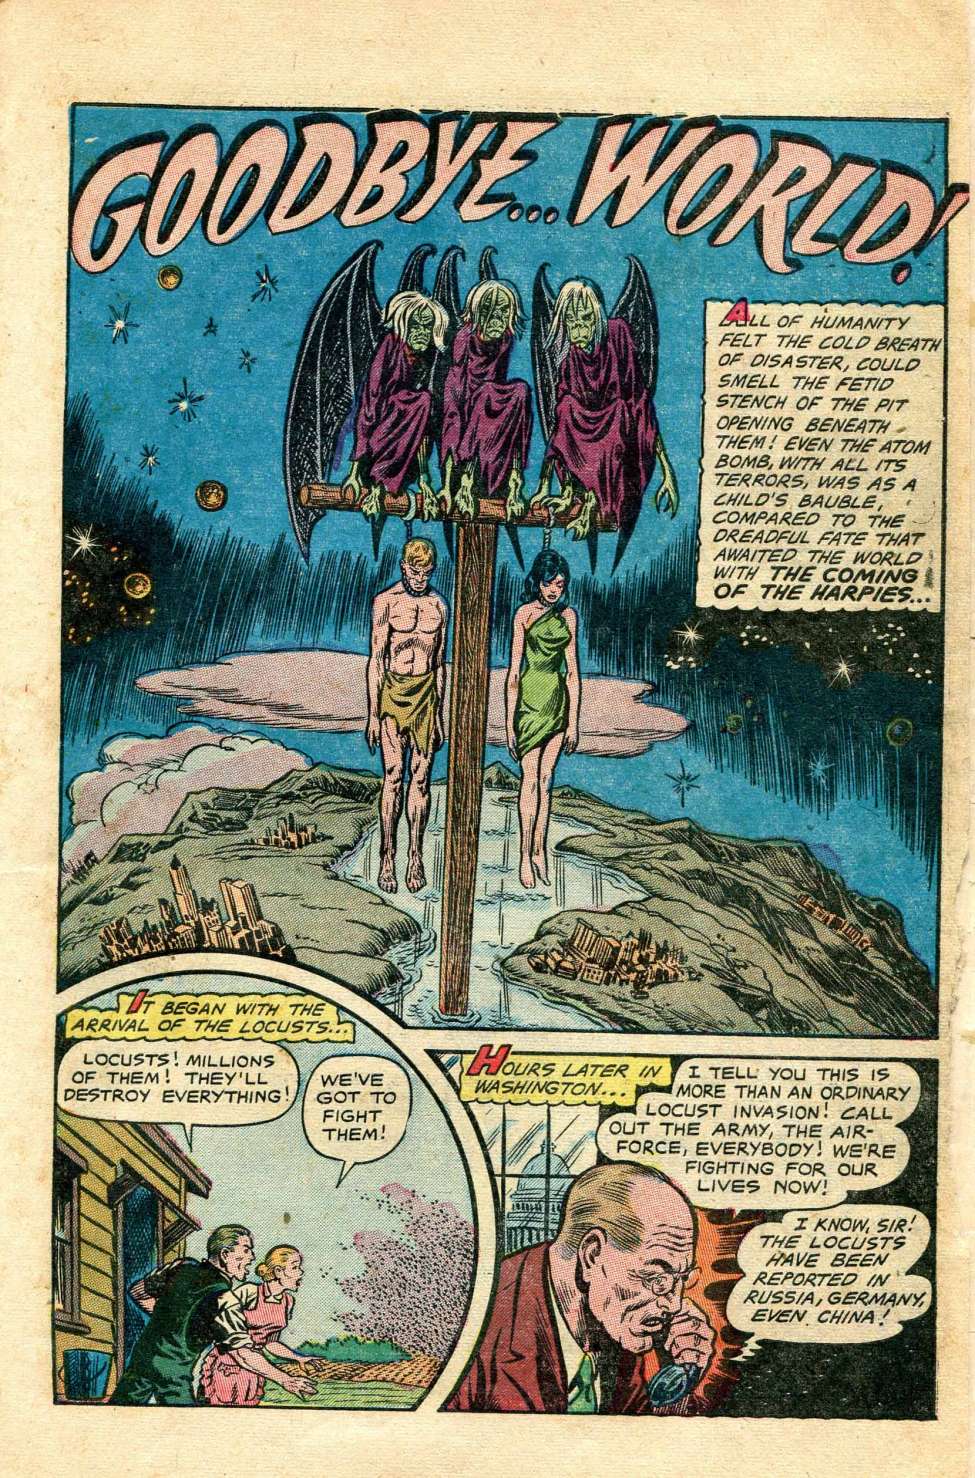 GOODBYE... WORLD!
ALL OF HUMANITY
FELT THE COLD BREATH
OF DISASTER, COULD
SMELL THE FETID
STENCH OF THE PIT
OPENING BENEATH
THEM! EVEN THE ATOM
BOMB, WITH ALL ITS
TERRORS, WAS AS A
CHILD'S BAUBLE,
COMPARED TO THE
DREADFUL FATE THAT
AWAITED THE WORLD
WITH THE COMING
OF THE HARPIES...
IT BEGAN WITH THE
ARRIVAL OF THE LOCUSTS...
LOCUSTS! MILLIONS
OF THEM! THEY'LL
DESTROY EVERYTHING!
WE'VE
GOT TO
FIGHT
THEM!
HOURS LATER IN
WASHINGTON...
I TELL YOU THIS IS
MORE THAN AN ORDINARY
LOCUST INVASION! CALL
OUT THE ARMY, THE AIR-
FORCE, EVERYBODY! WE'RE
FIGHTING FOR OUR
LIVES NOW!
I KNOW, SIR!
THE LOCUSTS
HAVE BEEN
REPORTED IN
RUSSIA, GERMANY,
EVEN CHINA!